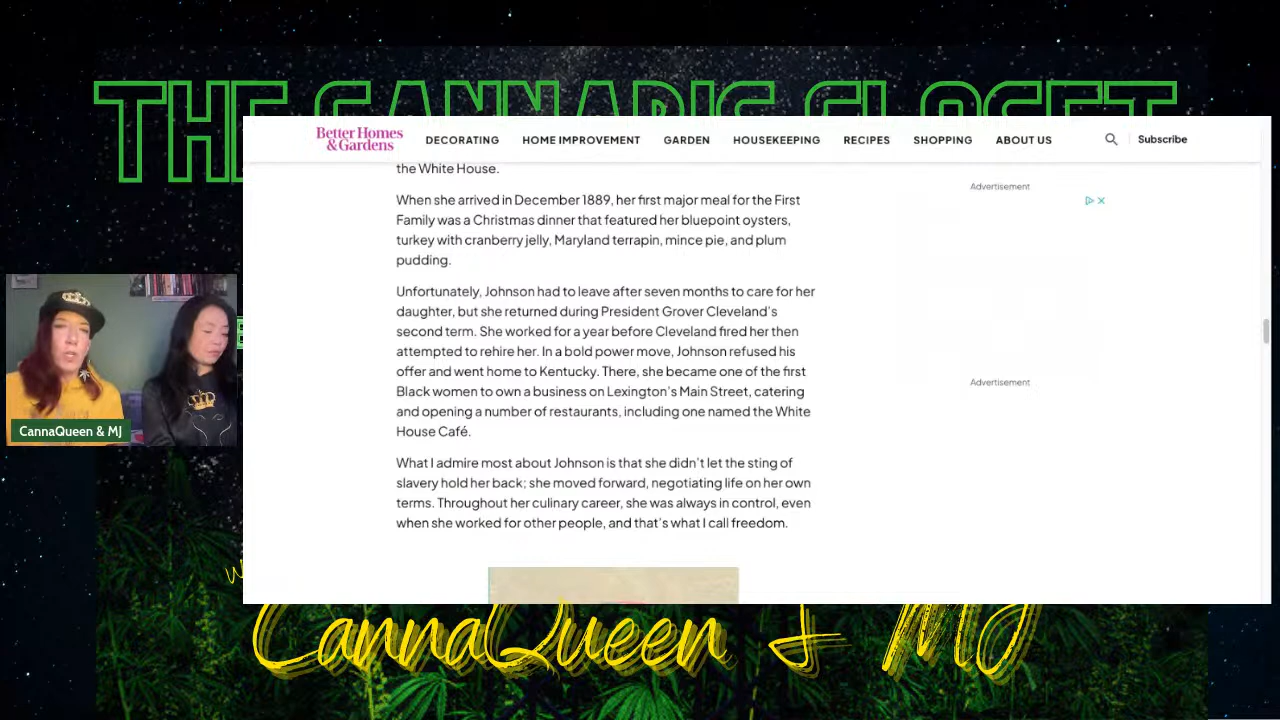 THE CANNABIS CLOSET
Better Homes
& Gardens
DECORATING HOME IMPROVEMENT GARDEN HOUSEKEEPING RECIPES SHOPPING ABOUT US
Subscribe
the White House.
When she arrived in December 1889, her first major meal for the First
Family was a Christmas dinner that featured her bluepoint oysters,
turkey with cranberry jelly, Maryland terrapin, mince pie, and plum
pudding.
Unfortunately, Johnson had to leave after seven months to care for her
daughter, but she returned during President Grover Cleveland's
second term. She worked for a year before Cleveland fired her then
attempted to rehire her. In a bold power move, Johnson refused his
offer and went home to Kentucky. There, she became one of the first
Black women to own a business on Lexington's Main Street, catering
and opening a number of restaurants, including one named the White
House Café.
What I admire most about Johnson is that she didn't let the sting of
slavery hold her back; she moved forward, negotiating life on her own
terms. Throughout her culinary career, she was always in control, even
when she worked for other people, and that's what I call freedom.
Advertisement
Advertisement
CannaQueen & MJ
CannaQueen & MJ